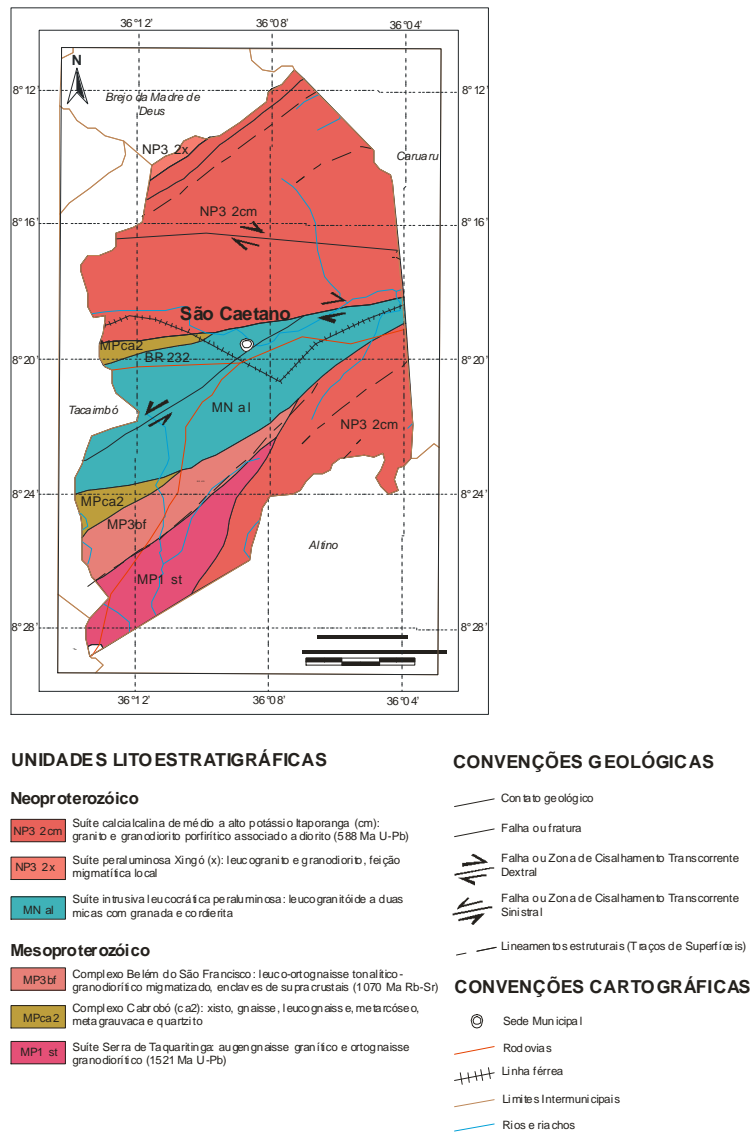 36°12' 36°08' 36°04'
N
8°12' 8°12'
Brejo da Madre de
Deus
NP3 2x
Caruaru
NP3 2cm
8°16' 8°16'
São Caetano
MPca2
BR 232
8°20' 8°20'
Tacaimbó
MN al
NP3 2cm
8°24' 8°24'
MPca2
MP3bf
Altino
MP1 st
8°28' 8°28'
36°12' 36°08' 36°04'
UNIDADES LITOESTRATIGRÁFICAS
Neoproterozóico
NP3 2cm Suíte calcialcalina de médio a alto potássio Itaporanga (cm):
granito e granodiorito porfirítico associado a diorito (588 Ma U-Pb)
NP3 2x Suíte peraluminosa Xingó (x): leucogranito e granodiorito, feição
migmatítica local
MN al Suíte intrusiva leucocrática peraluminosa: leucogranitóide a duas
micas com granada e cordierita
Mesoproterozóico
MP3bf Complexo Belém do São Francisco: leuco-ortognaisse tonalítico-
granodiorítico migmatizado, enclaves de supracrustais (1070 Ma Rb-Sr)
MPca2 Complexo Cabrobó (ca2): xisto, gnaisse, leucognaisse, metarcóseo,
metagrauvaca e quartzito
MP1 st Suíte Serra de Taquaritinga: augengnaisse granítico e ortognaisse
granodiorítico (1521 Ma U-Pb)
CONVENÇÕES GEOLÓGICAS
Contato geológico
Falha ou fratura
Falha ou Zona de Cisalhamento Transcorrente
Dextral
Falha ou Zona de Cisalhamento Transcorrente
Sinistral
Lineamentos estruturais (Traços de Superfícies)
CONVENÇÕES CARTOGRÁFICAS
Sede Municipal
Rodovias
Linha férrea
Limites Intermunicipais
Rios e riachos